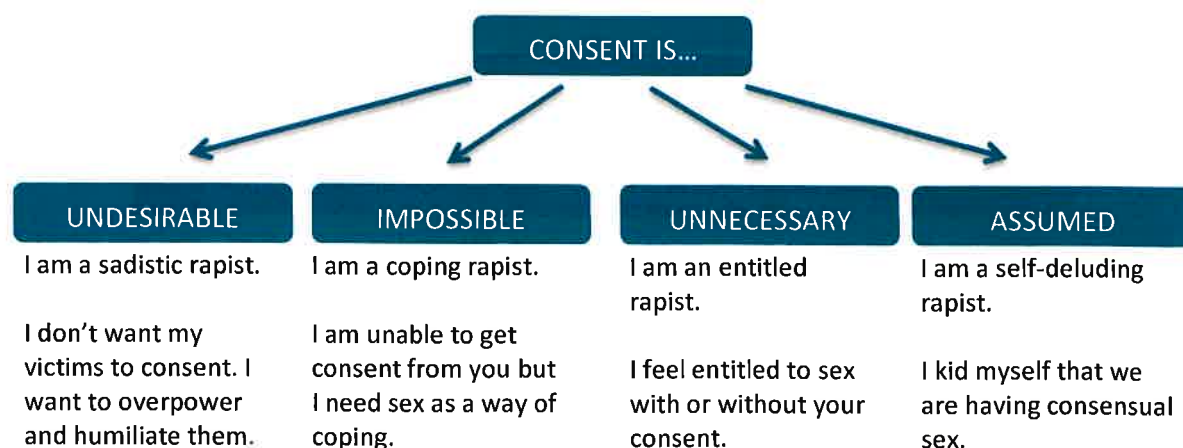 CONSENT IS...
UNDESIRABLE
I am a sadistic rapist.
I don't want my
victims to consent. I
want to overpower
and humiliate them.
IMPOSSIBLE
I am a coping rapist.
I am unable to get
consent from you but
I need sex as a way of
coping.
UNNECESSARY
I am an entitled
rapist.
I feel entitled to sex
with or without your
consent.
ASSUMED
I am a self-deluding
rapist.
I kid myself that we
are having consensual
sex.